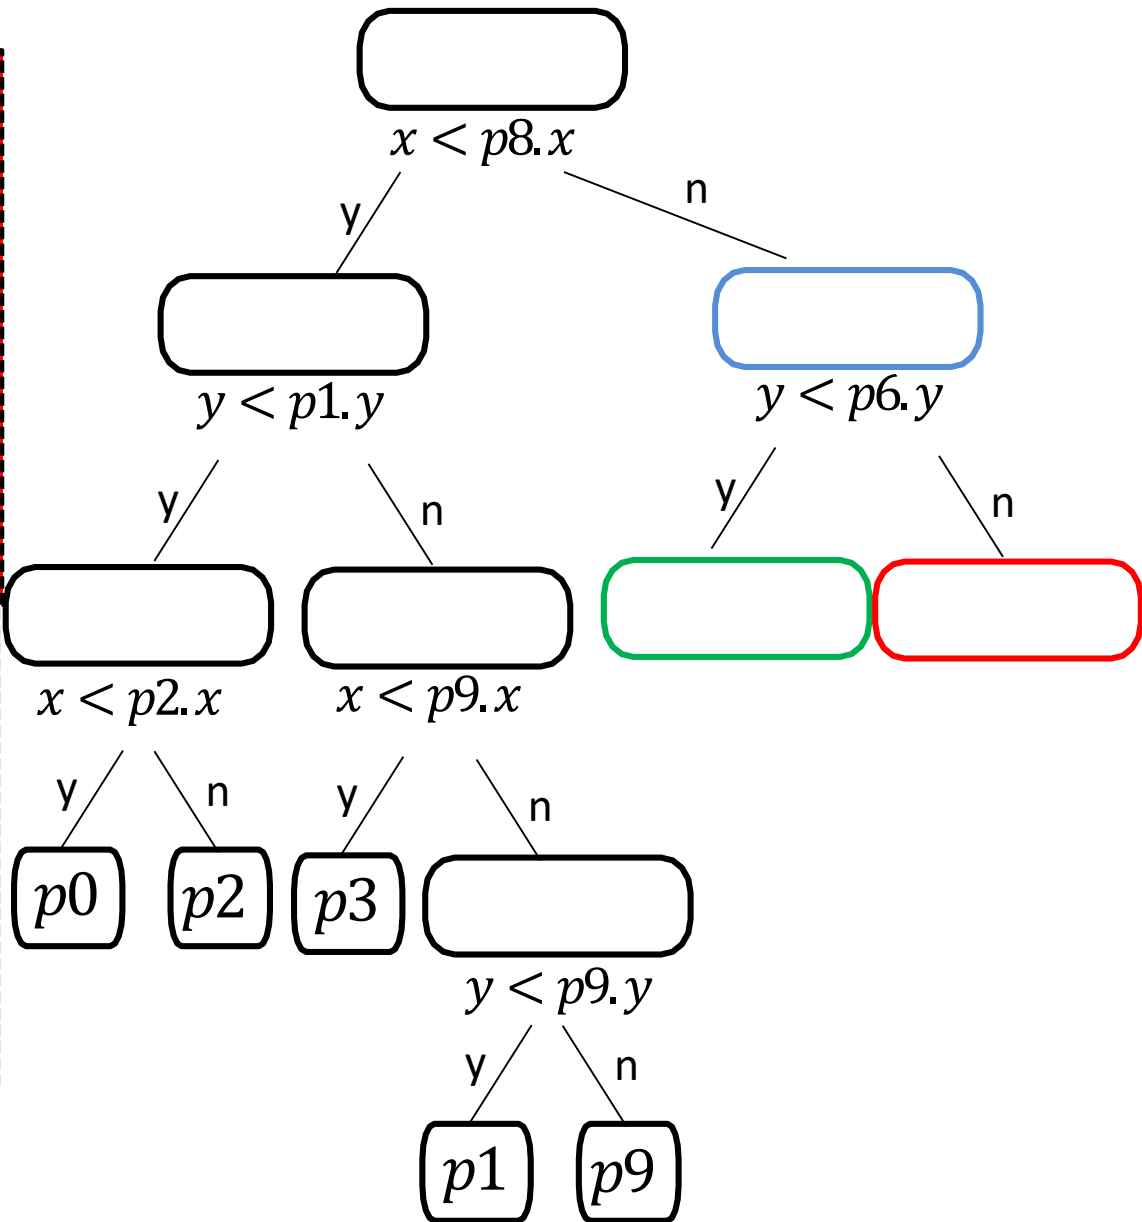 x < p8.x
y n
y < p1.y y < p6.y
y n y n
x < p2.x x < p9.x
y n y n
p0 p2 p3
y < p9.y
y n
p1 p9